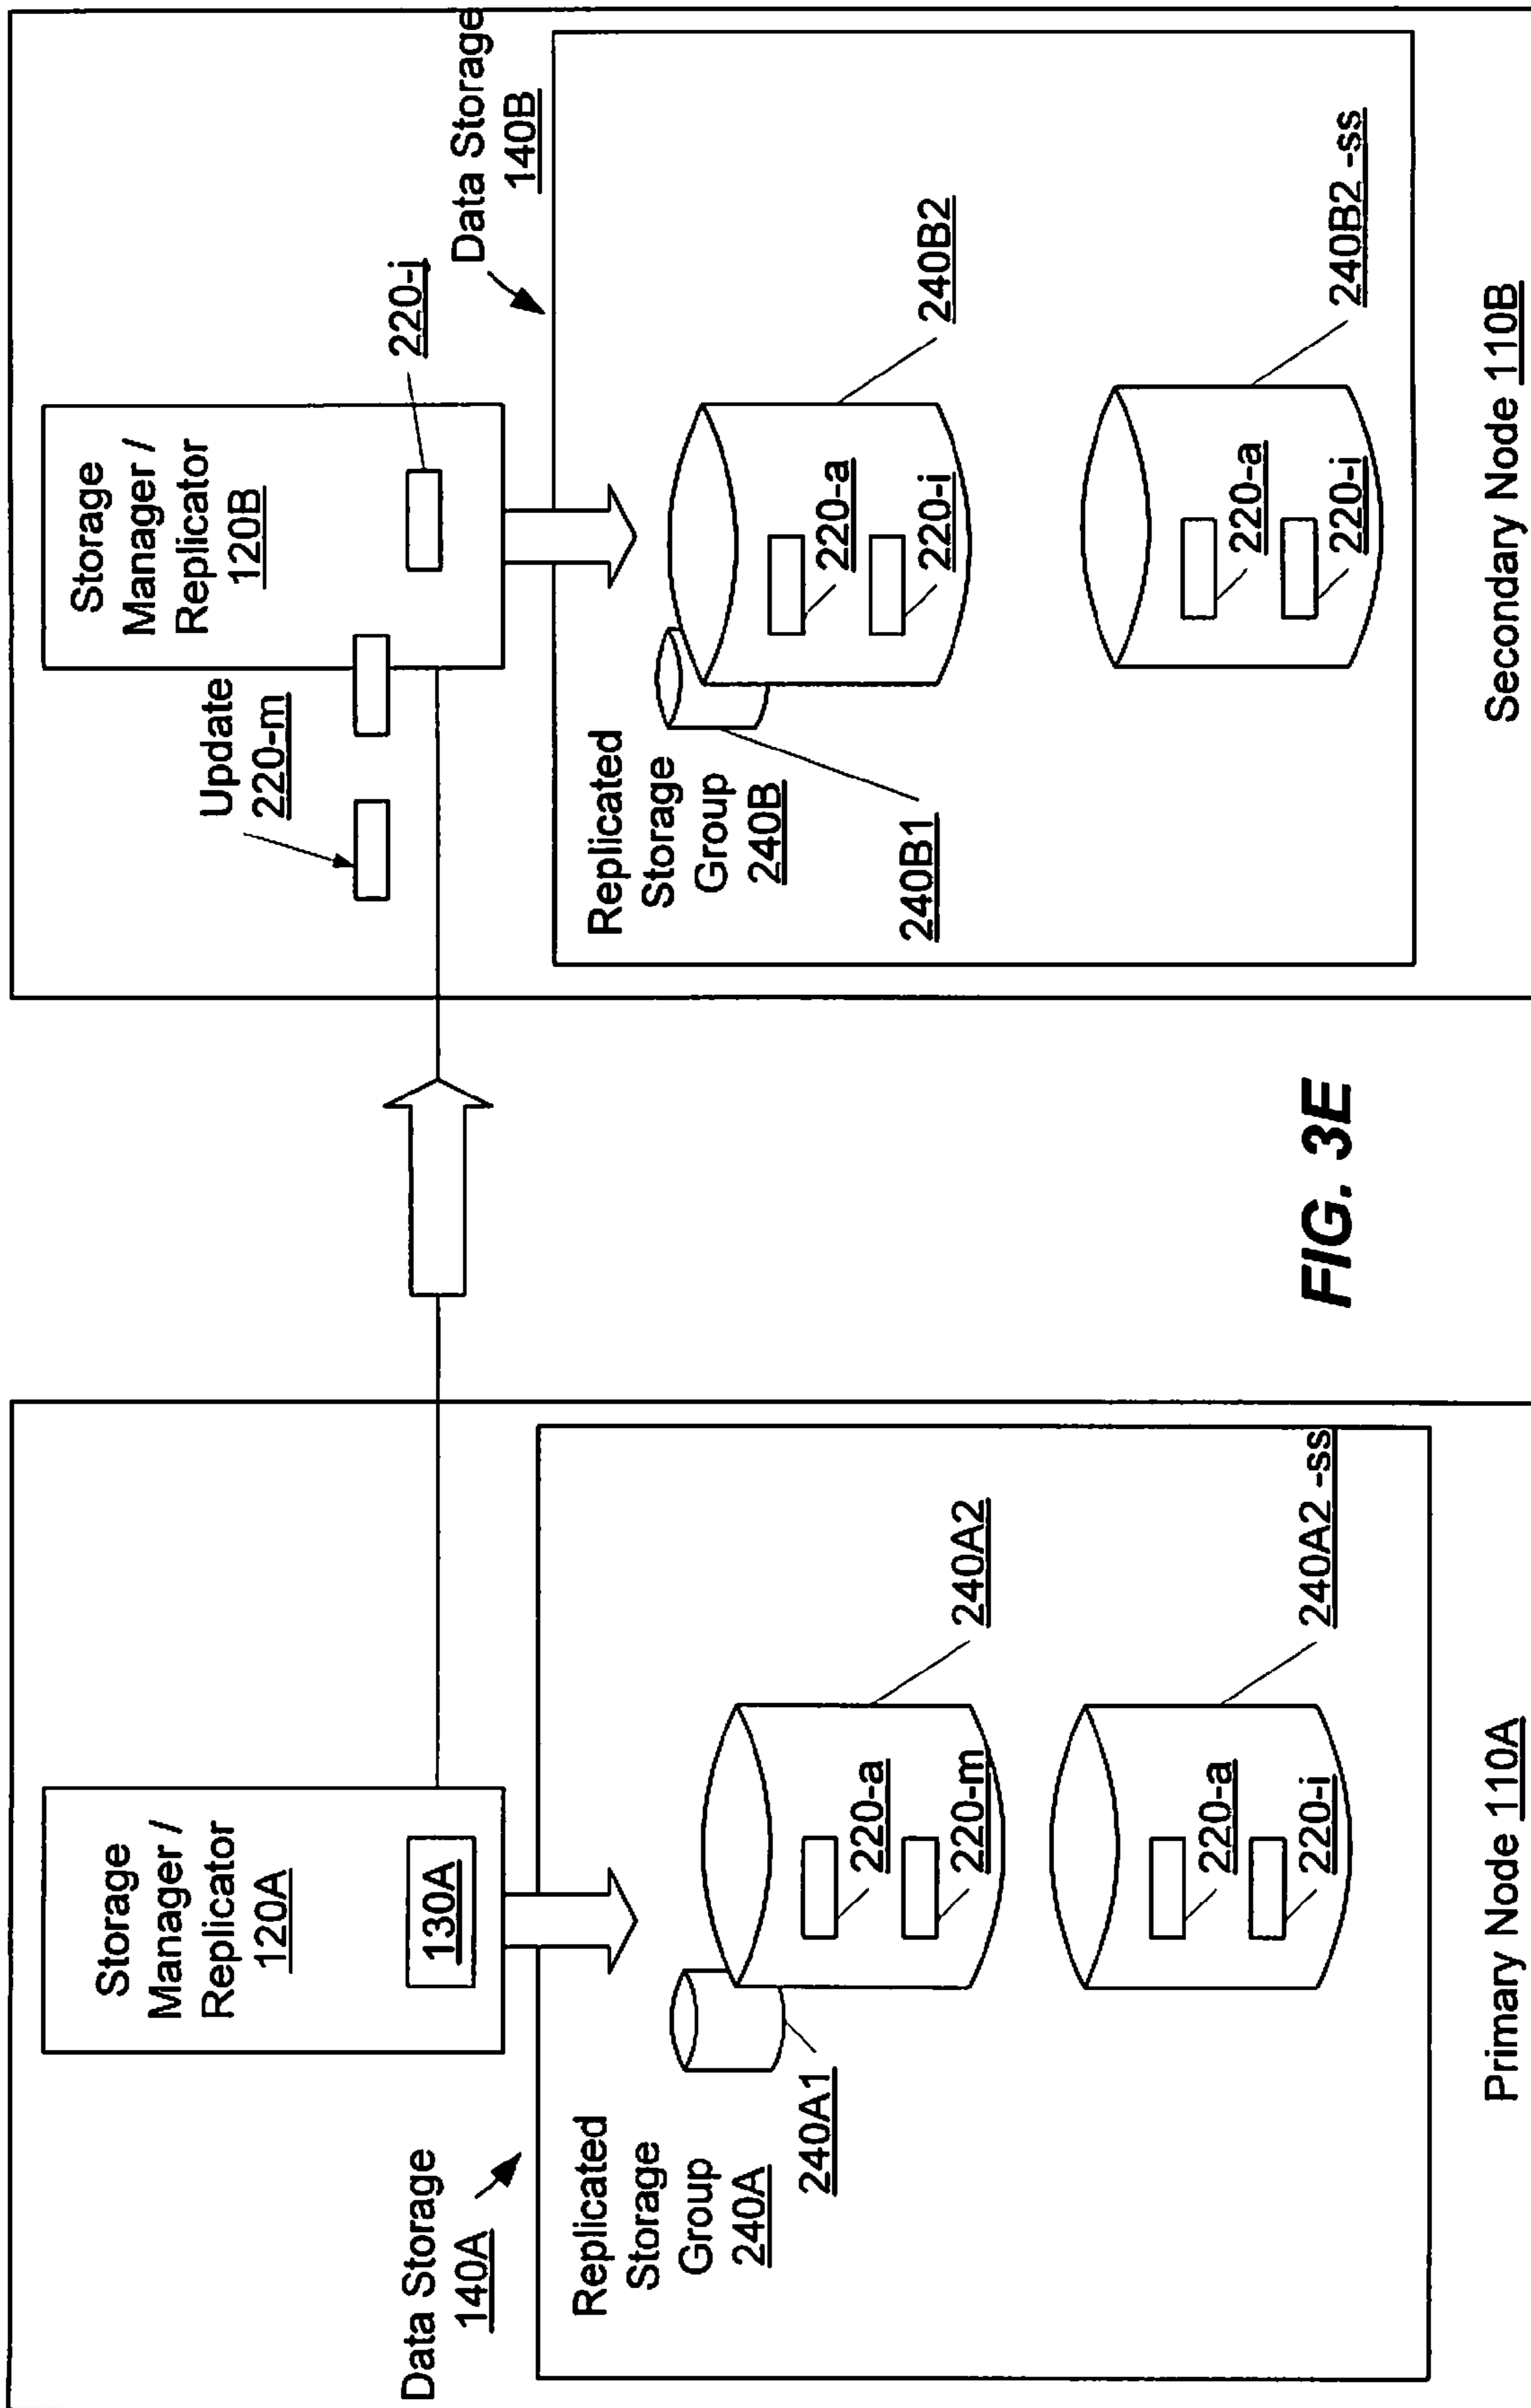 Storage
Manager /
Replicator
120A
130A
Data Storage
140A
Replicated
Storage
Group
240A
240A1
220-a
220-m
240A2
220-a
220-i
240A2 -ss
Primary Node 110A
FIG. 3E
Update
220-m
Storage
Manager /
Replicator
120B
220-j
Data Storage
140B
Replicated
Storage
Group
240B
240B1
220-a
220-i
240B2
220-a
220-i
240B2 -ss
Secondary Node 110B